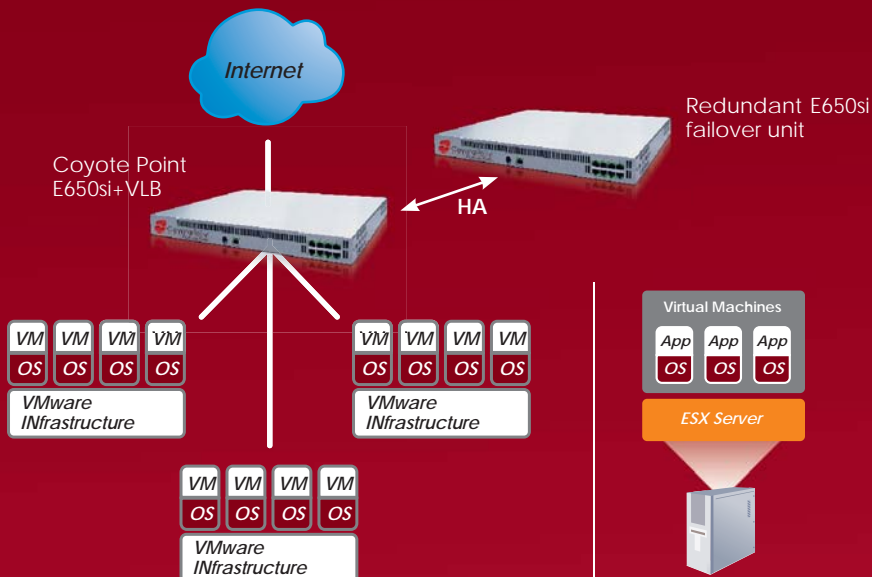 Internet
Redundant E650si
failover unit
Coyote Point
E650si+VLB
HA
VM VM VM VM
OS OS OS OS
VMware
INfrastructure
VM VM VM VM
OS OS OS OS
VMware
INfrastructure
VM VM VM VM
OS OS OS OS
VMware
INfrastructure
Virtual Machines
App App App
OS OS OS
ESX Server